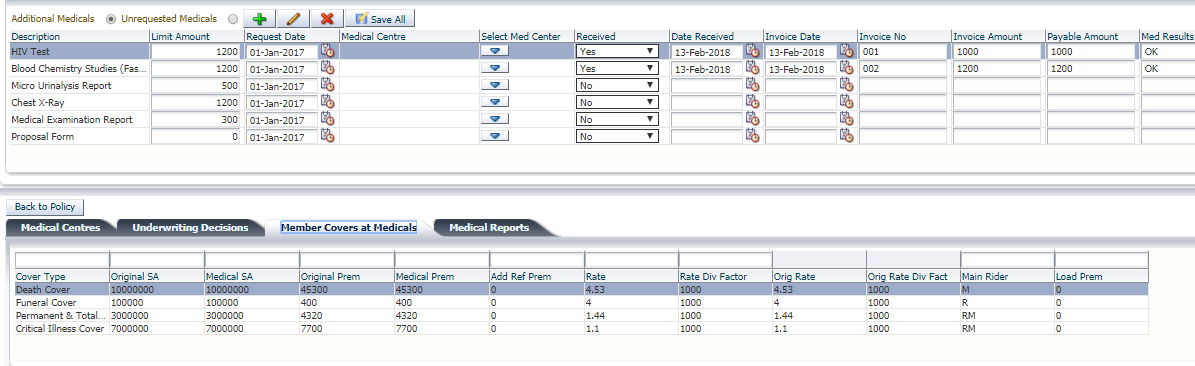 Additional Medicals Unrequested Medicals Save All
Description Limit Amount Request Date Medical Centre Select Med Center Received Date Received Invoice Date Invoice No Invoice Amount Payable Amount Med Results
HIV Test 1200 01-Jan-2017 Yes 13-Feb-2018 13-Feb-2018 001 1000 1000 OK
Blood Chemistry Studies (Fas... 1200 01-Jan-2017 Yes 13-Feb-2018 13-Feb-2018 002 1200 1200 OK
Micro Urinalysis Report 500 01-Jan-2017 No
Chest X-Ray 1200 01-Jan-2017 No
Medical Examination Report 300 01-Jan-2017 No
Proposal Form 0 01-Jan-2017 No
Back to Policy
Medical Centres Underwriting Decisions Member Covers at Medicals Medical Reports
Cover Type Original SA Medical SA Original Prem Medical Prem Add Ref Prem Rate Rate Div Factor Orig Rate Orig Rate Div Fact Main Rider Load Prem
Death Cover 10000000 10000000 45300 45300 0 4.53 1000 4.53 1000 M 0
Funeral Cover 100000 100000 400 400 0 4 1000 4 1000 R 0
Permanent & Total... 3000000 3000000 4320 4320 0 1.44 1000 1.44 1000 RM 0
Critical Illness Cover 7000000 7000000 7700 7700 0 1.1 1000 1.1 1000 RM 0